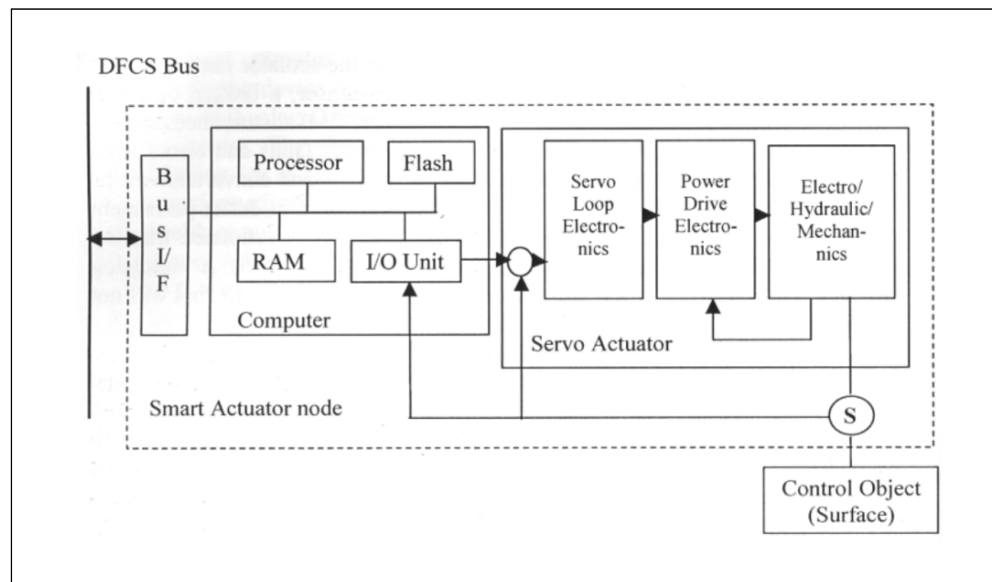 DFCS Bus
B
u
s
I/
F
Processor
Flash
RAM
I/O Unit
Computer
Servo
Loop
Electro-
nics
Power
Drive
Electro-
nics
Electro/
Hydraulic/
Mechan-
nics
Servo Actuator
Smart Actuator node
S
Control Object
(Surface)